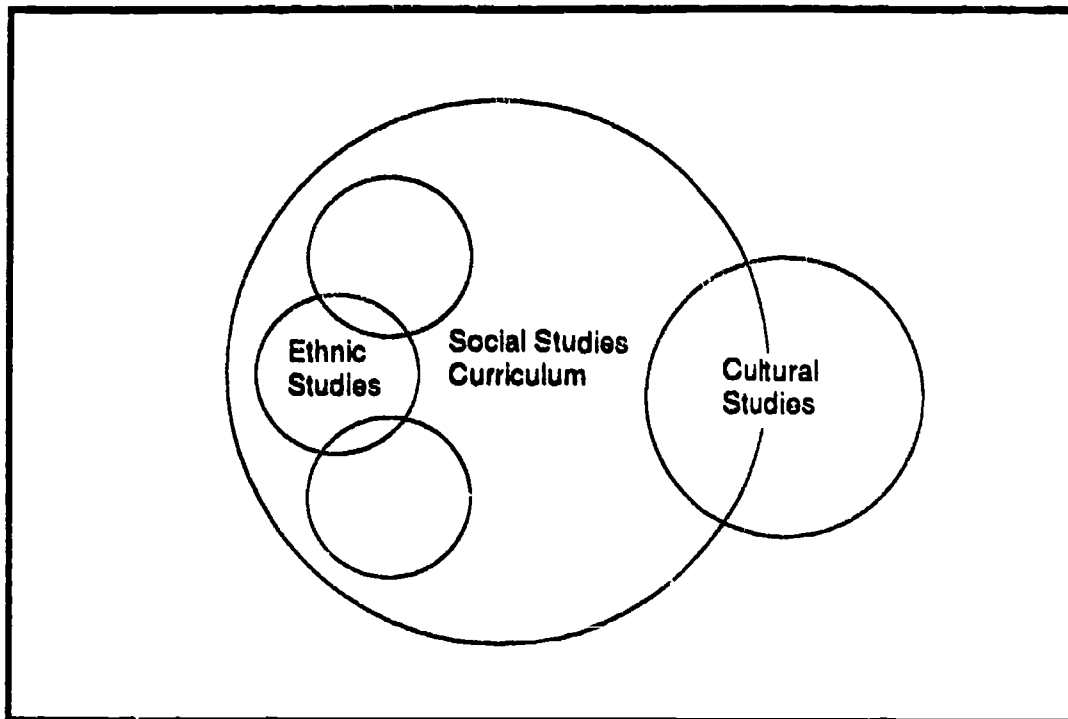 Ethnic
Studies
Social Studies
Curriculum
Cultural
Studies